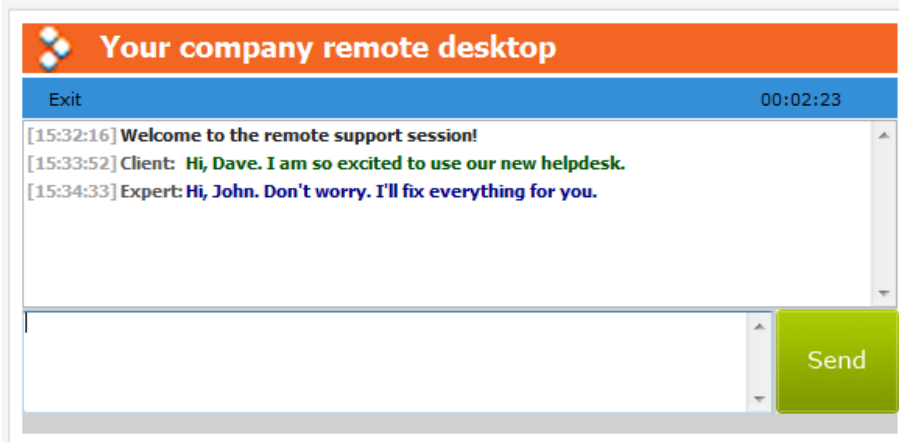 Your company remote desktop
Exit 00:02:23
[15:32:16] Welcome to the remote support session!
[15:33:52] Client: Hi, Dave. I am so excited to use our new helpdesk.
[15:34:33] Expert: Hi, John. Don't worry. I'll fix everything for you.
Send